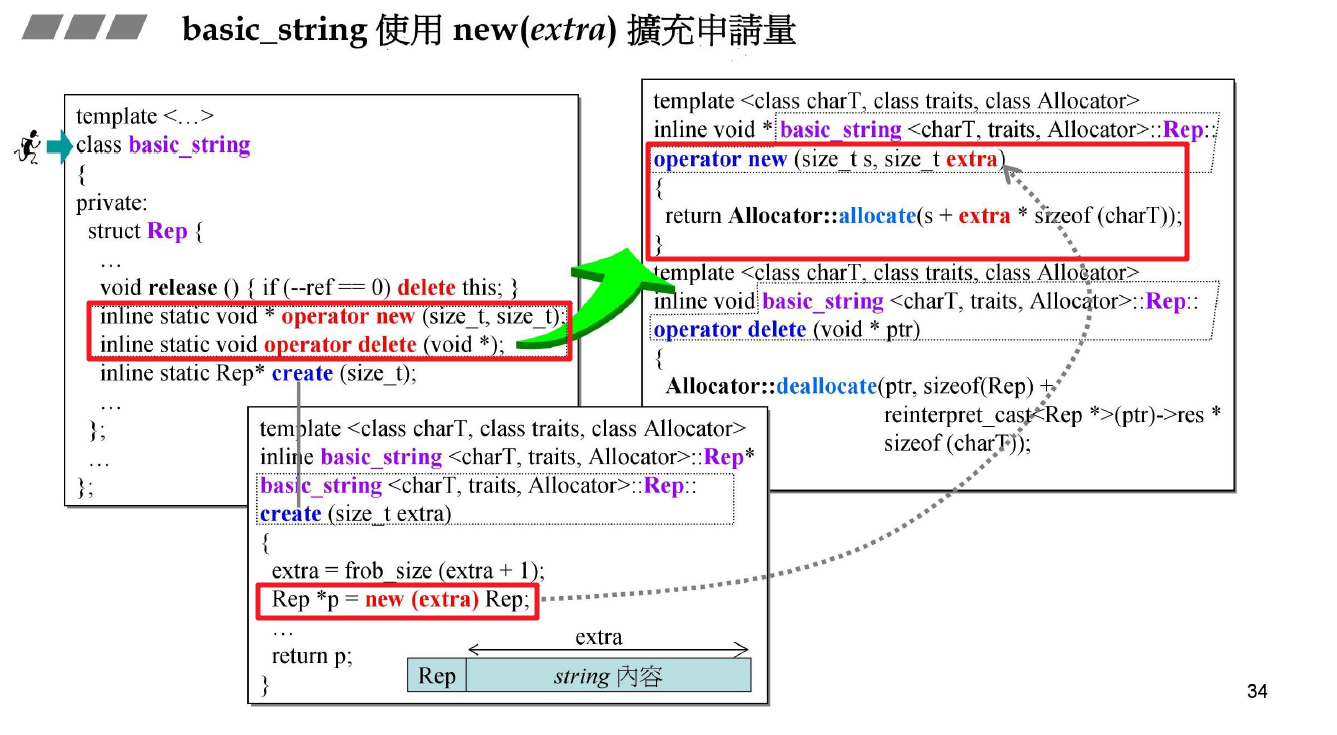 basic_string 使用 new(extra) 擴充申請量
template <…>
class basic_string
{
private:
struct Rep {
…
void release () { if (--ref == 0) delete this; }
inline static void * operator new (size_t, size_t);
inline static void operator delete (void *);
inline static Rep* create (size_t);
…
};
…
};
template <class charT, class traits, class Allocator>
inline void * basic_string <charT, traits, Allocator>::Rep::
operator new (size_t s, size_t extra)
{
return Allocator::allocate(s + extra * sizeof (charT));
}
template <class charT, class traits, class Allocator>
inline void basic_string <charT, traits, Allocator>::Rep::
operator delete (void * ptr)
{
Allocator::deallocate(ptr, sizeof(Rep) +
reinterpret_cast<Rep *>(ptr)->res *
sizeof (charT));
template <class charT, class traits, class Allocator>
inline basic_string <charT, traits, Allocator>::Rep*
basic_string <charT, traits, Allocator>::Rep::
create (size_t extra)
{
extra = frob_size (extra + 1);
Rep *p = new (extra) Rep;
…
return p;
}
extra
Rep string 內容
34